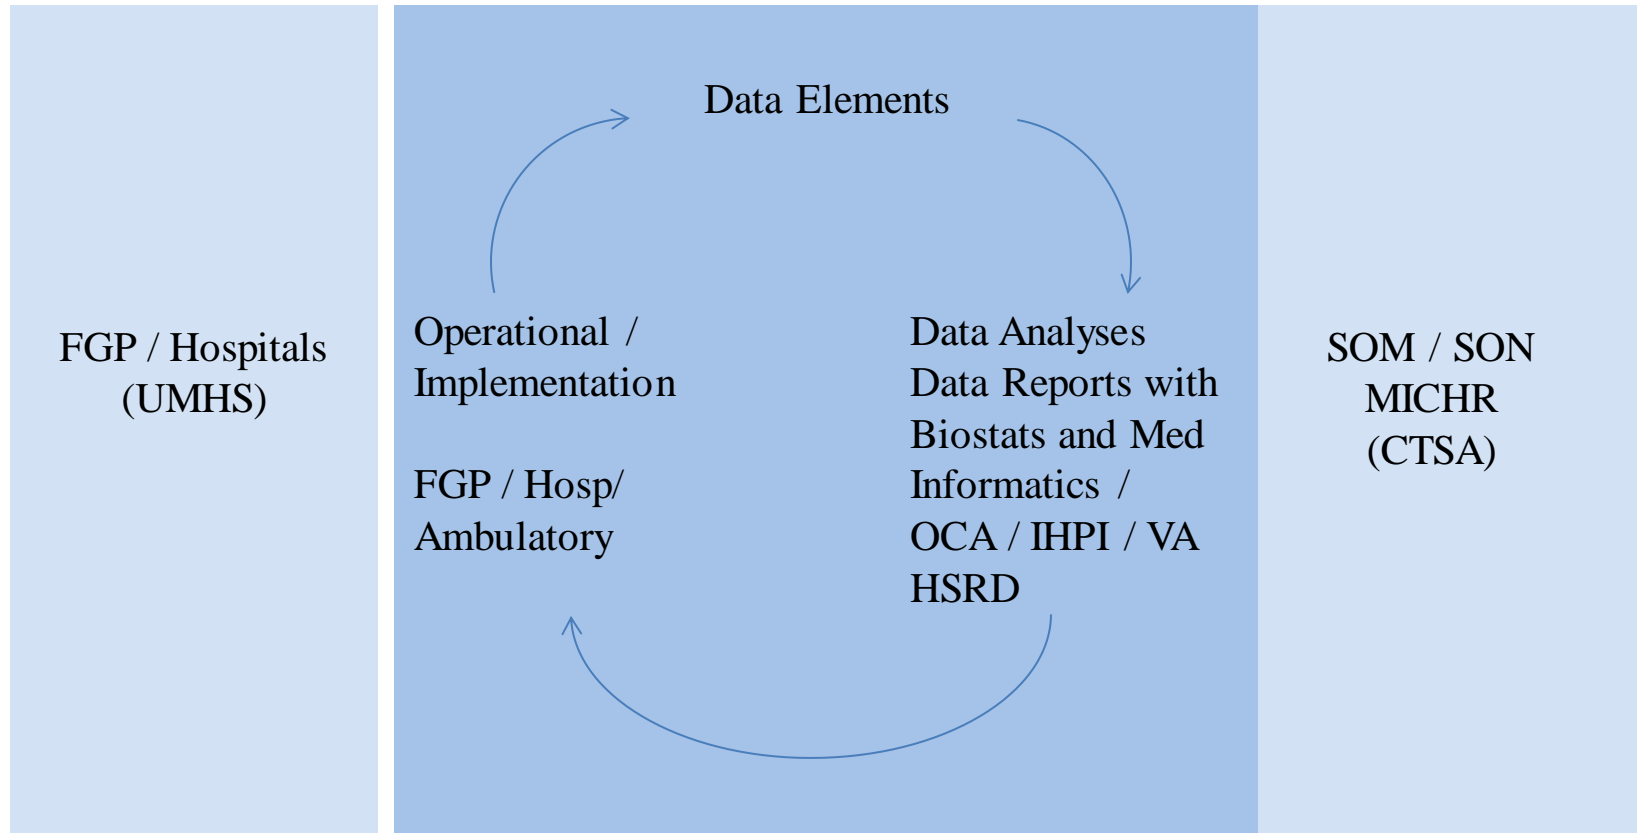 Data Elements
FGP / Hospitals
(UMHS)
Operational /
Implementation
FGP / Hosp/
Ambulatory
Data Analyses
Data Reports with
Biostats and Med
Informatics /
OCA / IHPI / VA
HSRD
SOM / SON
MICHR
(CTSA)